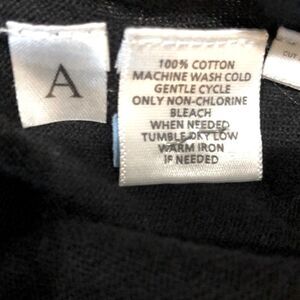 A
100% COTTON
MACHINE WASH COLD
GENTLE CYCLE
ONLY NON-CHLORINE
BLEACH
WHEN NEEDED
TUMBLE DRY LOW
WARM IRON
IF NEEDED
CUT